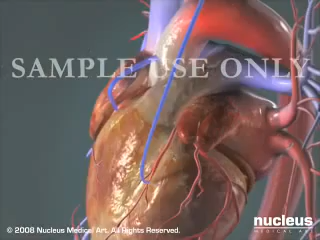 SAMPLE USE ONLY
nucleus
MEDICAL ART
© 2008 Nucleus Medical Art. All Rights Reserved.